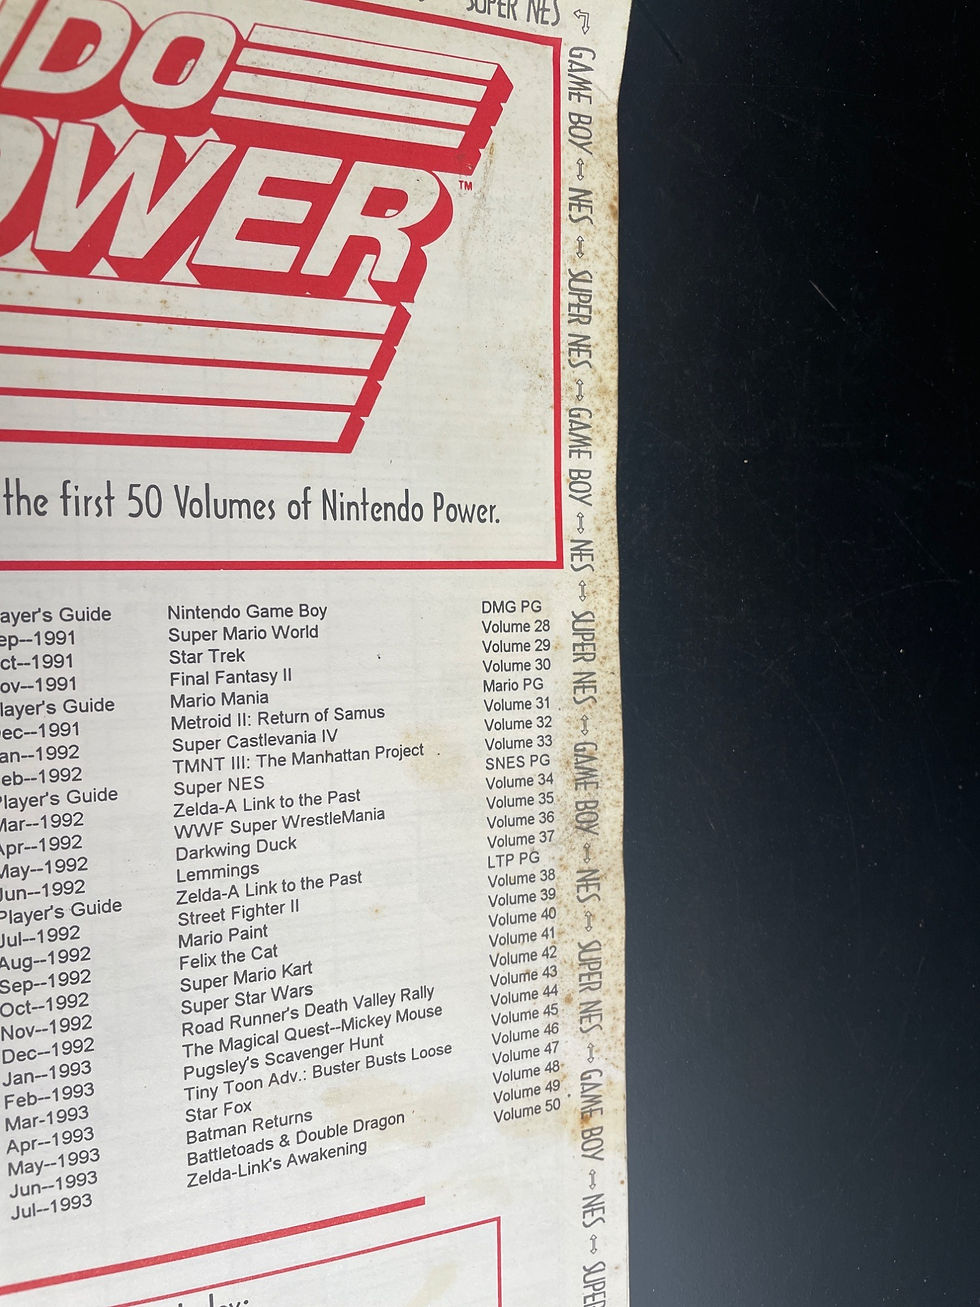 SUPER NES
NDO
POWER
TM
the first 50 Volumes of Nintendo Power.
ayer's Guide Nintendo Game Boy DMG PG
ep--1991 Super Mario World Volume 28
ct--1991 Star Trek Volume 29
ov--1991 Final Fantasy II Volume 30
layer's Guide Mario Mania Mario PG
ec--1991 Metroid II: Return of Samus Volume 31
an--1992 Super Castlevania IV Volume 32
eb--1992 TMNT III: The Manhattan Project Volume 33
Player's Guide Super NES SNES PG
Mar--1992 Zelda-A Link to the Past Volume 34
Apr--1992 WWF Super WrestleMania Volume 35
May--1992 Darkwing Duck Volume 36
Jun--1992 Lemmings Volume 37
Player's Guide Zelda-A Link to the Past LTP PG
Jul--1992 Street Fighter II Volume 38
Aug--1992 Mario Paint Volume 39
Sep--1992 Felix the Cat Volume 40
Oct--1992 Super Mario Kart Volume 41
Nov--1992 Super Star Wars Volume 42
Dec--1992 Road Runner's Death Valley Rally Volume 43
Jan--1993 The Magical Quest--Mickey Mouse Volume 44
Feb--1993 Pugsley's Scavenger Hunt Volume 45
Mar-1993 Tiny Toon Adv.: Buster Busts Loose Volume 46
Apr--1993 Star Fox Volume 47
May--1993 Batman Returns Volume 48
Jun--1993 Battletoads & Double Dragon Volume 49
Jul--1993 Zelda-Link's Awakening Volume 50
GAME BOY ⇔ NES ⇔ SUPER NES ⇔ GAME BOY ⇔ NES ⇔ SUPER NES ⇔ GAME BOY ⇔ NES ⇔ SUPER NES ⇔ GAME BOY ⇔ NES ⇔ SUPER